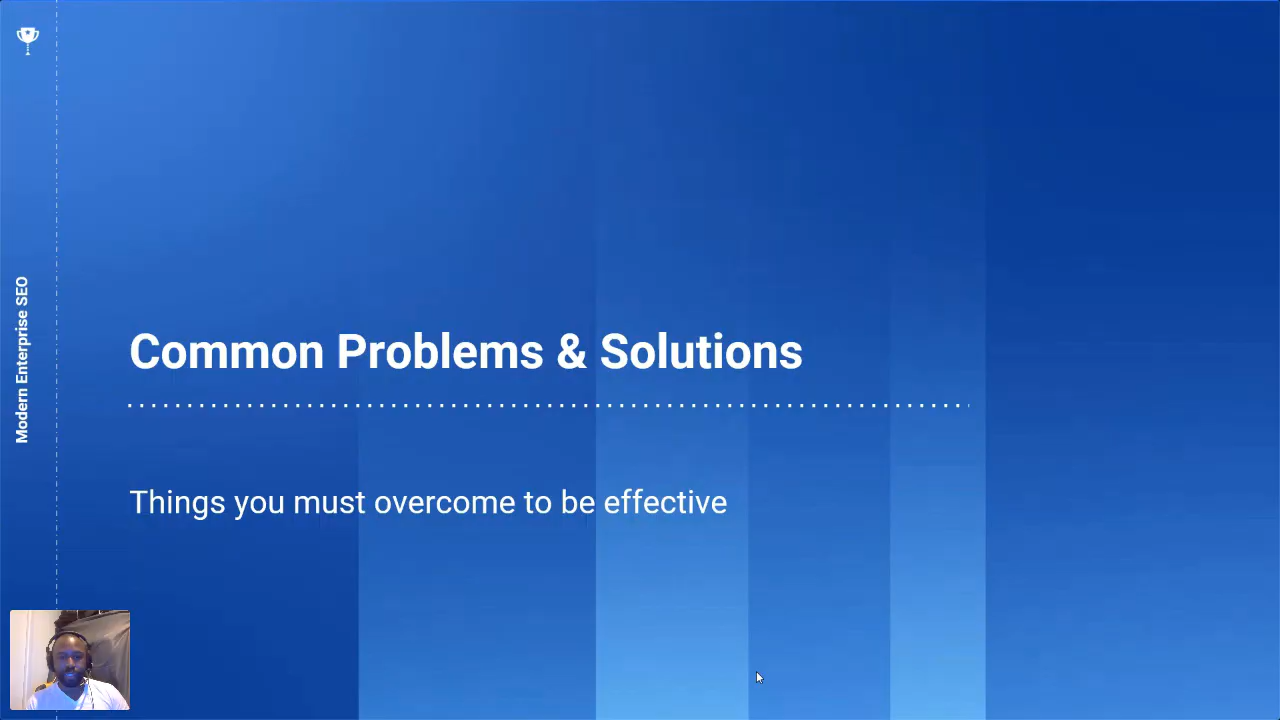 Modern Enterprise SEO
Common Problems & Solutions
Things you must overcome to be effective